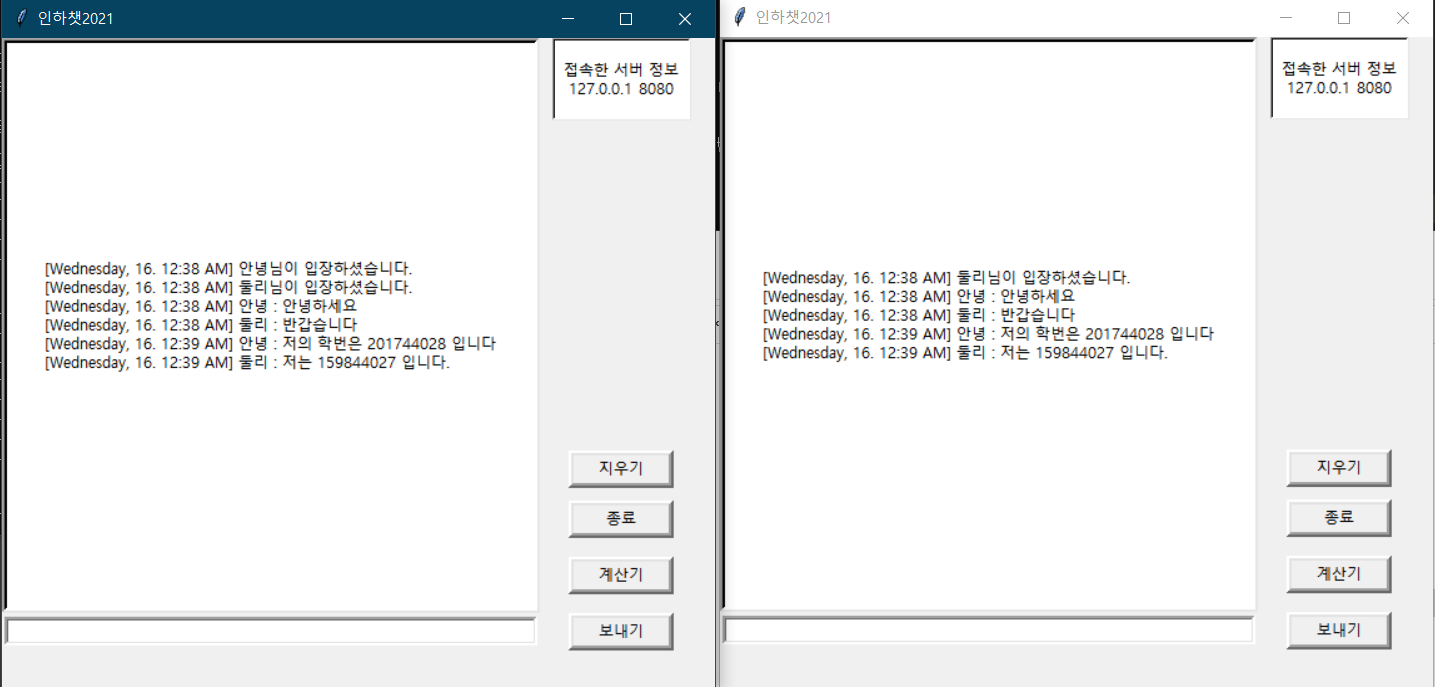 인하챗2021
접속한 서버 정보
127.0.0.1 8080
[Wednesday, 16. 12:38 AM] 안녕님이 입장하셨습니다.
[Wednesday, 16. 12:38 AM] 둘리님이 입장하셨습니다.
[Wednesday, 16. 12:38 AM] 안녕 : 안녕하세요
[Wednesday, 16. 12:38 AM] 둘리 : 반갑습니다
[Wednesday, 16. 12:39 AM] 안녕 : 저의 학번은 201744028 입니다
[Wednesday, 16. 12:39 AM] 둘리 : 저는 159844027 입니다.
지우기
종료
계산기
보내기
인하챗2021
접속한 서버 정보
127.0.0.1 8080
[Wednesday, 16. 12:38 AM] 둘리님이 입장하셨습니다.
[Wednesday, 16. 12:38 AM] 안녕 : 안녕하세요
[Wednesday, 16. 12:38 AM] 둘리 : 반갑습니다
[Wednesday, 16. 12:39 AM] 안녕 : 저의 학번은 201744028 입니다
[Wednesday, 16. 12:39 AM] 둘리 : 저는 159844027 입니다.
지우기
종료
계산기
보내기